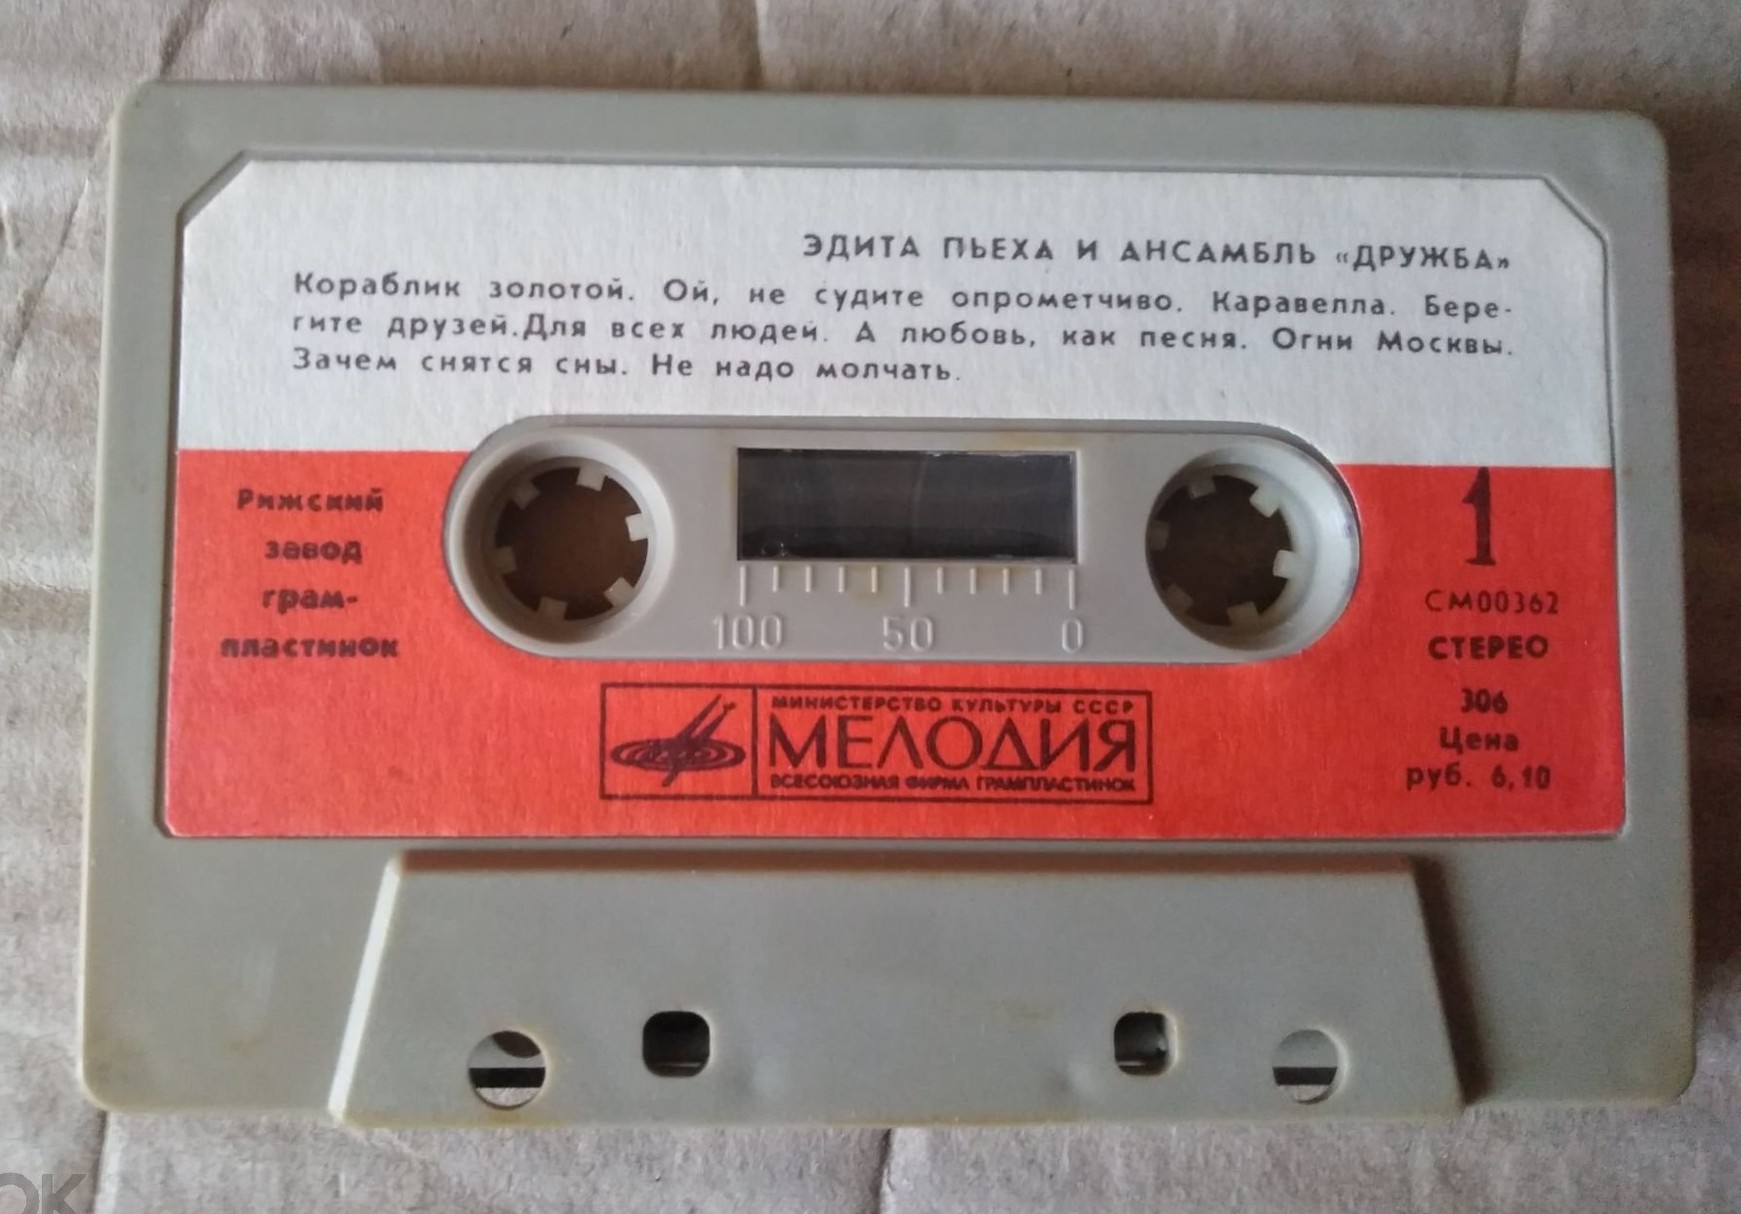 ЭДИТА ПЬЕХА И АНСАМБЛЬ «ДРУЖБА»
Кораблик золотой. Ой, не судите опрометчиво. Каравелла. Бере-
гите друзей.Для всех людей. А любовь, как песня. Огни Москвы.
Зачем снятся сны. Не надо молчать.
Рижский
завод
грам-
пластинок
100 50 0
1
СМ00362
СТЕРЕО
306
Цена
руб. 6,10
МИНИСТЕРСТВО КУЛЬТУРЫ СССР
МЕЛОДИЯ
ВСЕСОЮЗНАЯ ФИРМА ГРАМПЛАСТИНОК
OK